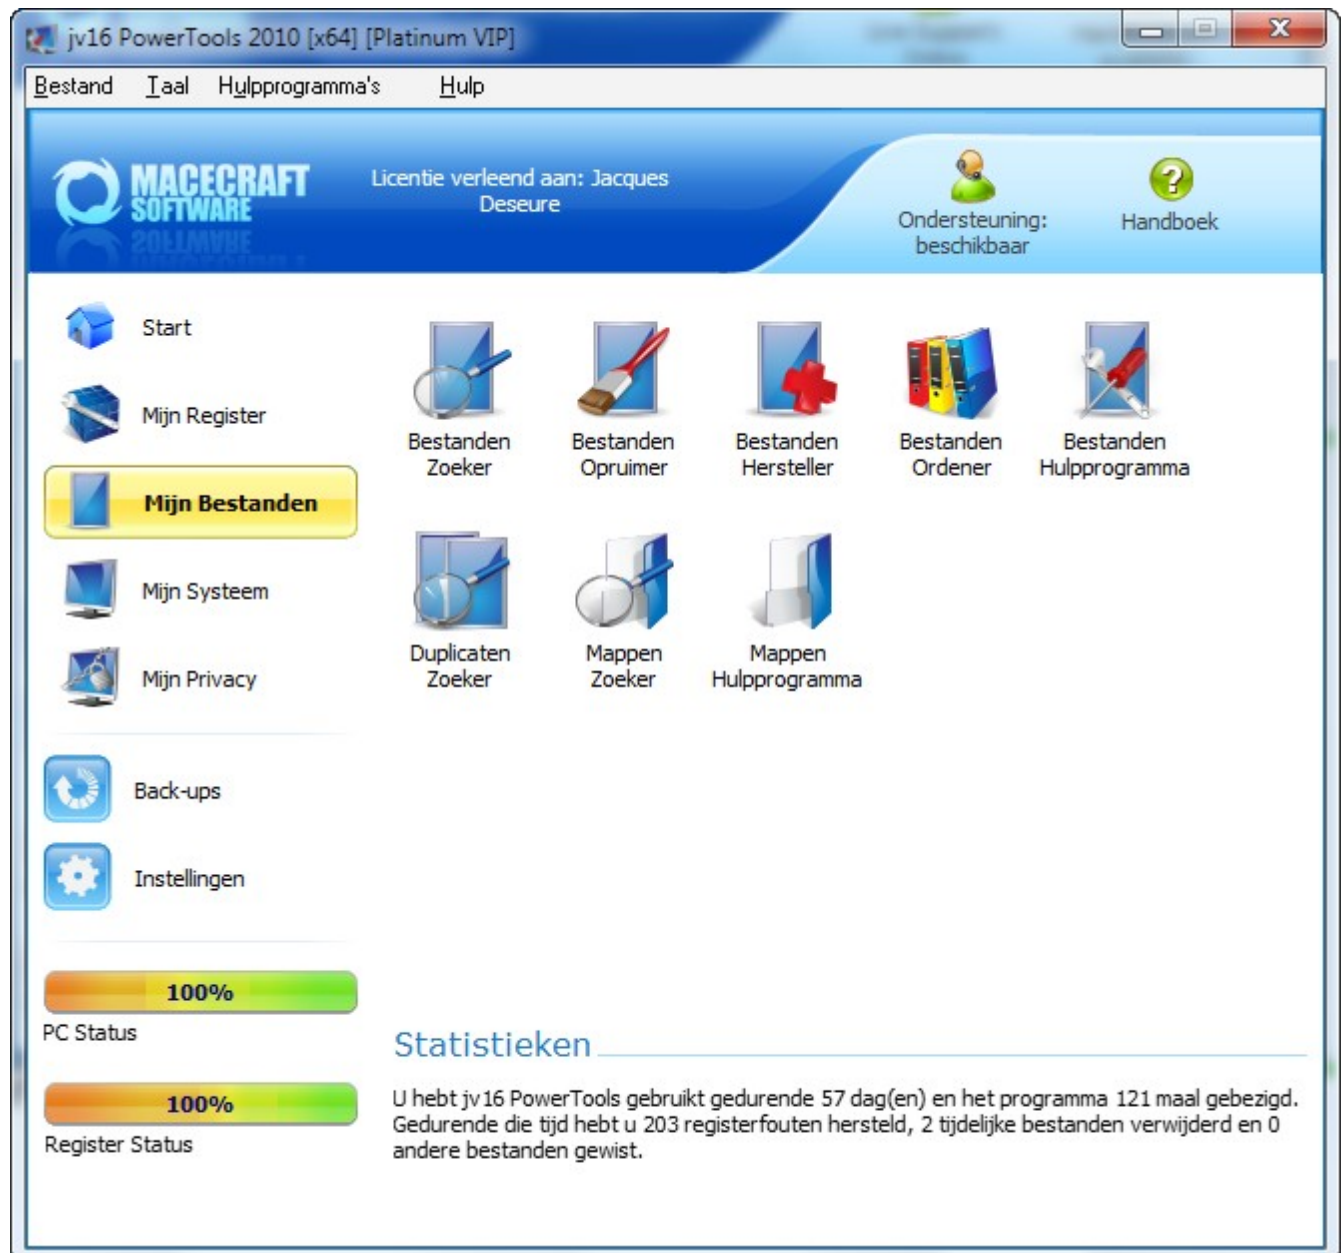 jv16 PowerTools 2010 [x64] [Platinum VIP]
Bestand Taal Hulpprogramma's Hulp
MACECRAFT
SOFTWARE
Licentie verleend aan: Jacques
Deseure
Ondersteuning:
beschikbaar
Handboek
Start
Mijn Register
Mijn Bestanden
Mijn Systeem
Mijn Privacy
Back-ups
Instellingen
100%
PC Status
100%
Register Status
Bestanden
Zoeker
Bestanden
Opruimer
Bestanden
Hersteller
Bestanden
Ordener
Bestanden
Hulpprogramma
Duplicaten
Zoeker
Mappen
Zoeker
Mappen
Hulpprogramma
Statistieken
U hebt jv16 PowerTools gebruikt gedurende 57 dag(en) en het programma 121 maal gebezigd.
Gedurende die tijd hebt u 203 registerfouten hersteld, 2 tijdelijke bestanden verwijderd en 0
andere bestanden gewist.